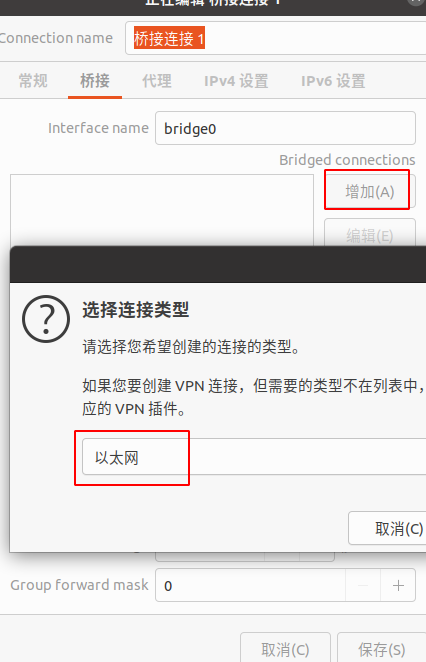 正在编辑 桥接连接 1
Connection name 桥接连接 1
常规 桥接 代理 IPv4 设置 IPv6 设置
Interface name bridge0
Bridged connections
增加(A)
编辑(E)
?
选择连接类型
请选择您希望创建的连接的类型。
如果您要创建 VPN 连接，但需要的类型不在列表中，
应的 VPN 插件。
以太网
取消(C)
Group forward mask 0 − +
取消(C) 保存(S)